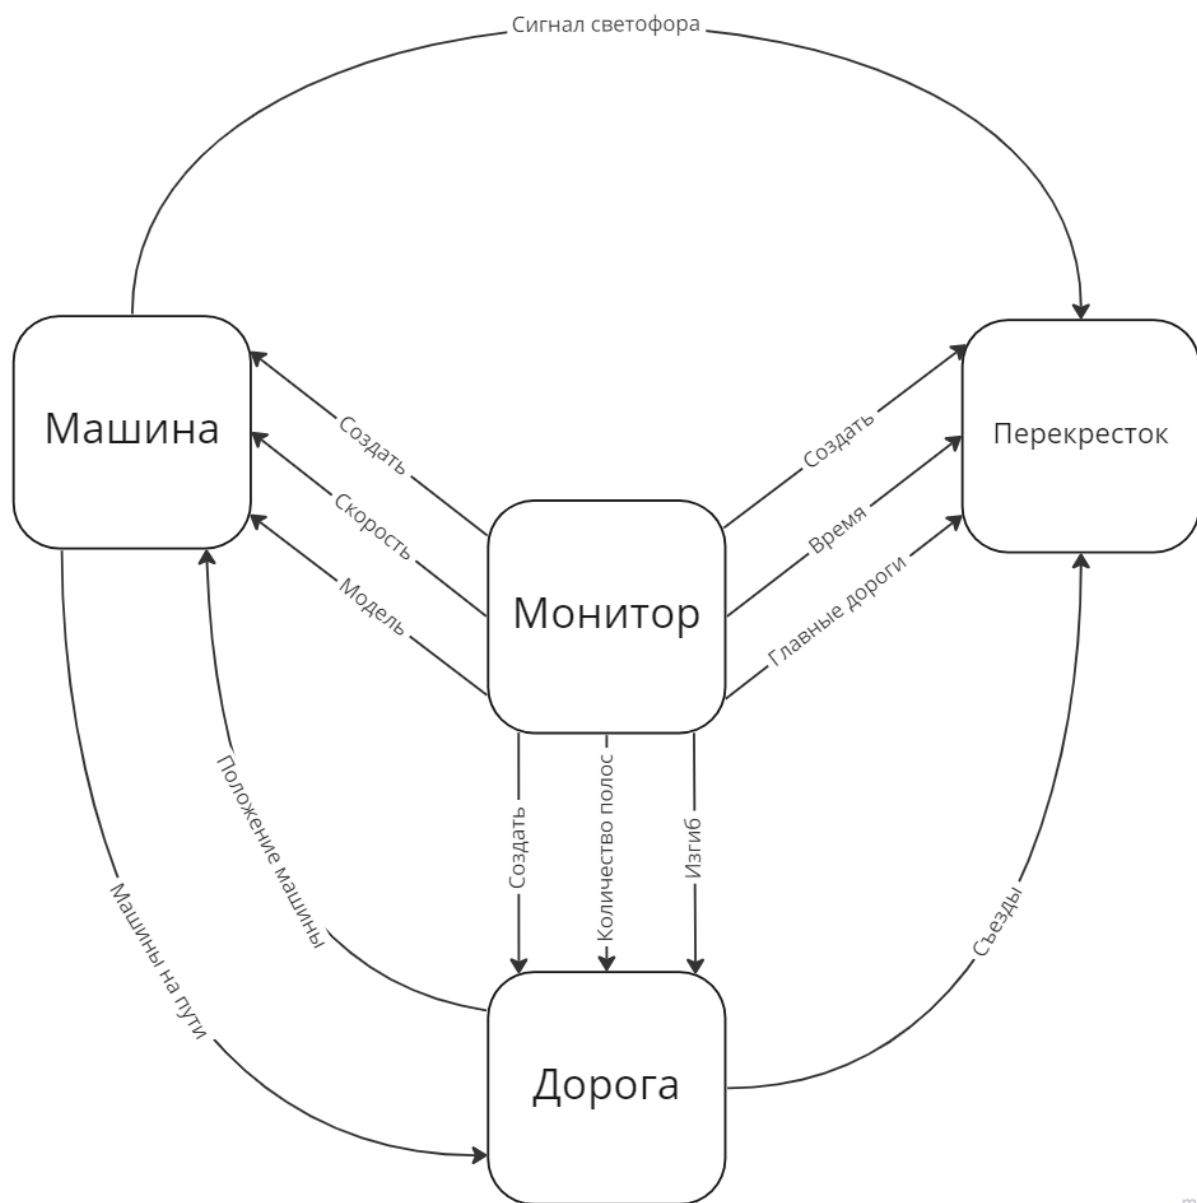 Сигнал светофора
Машина
Перекресток
Создать
Скорость
Модель
Создать
Время
Главные дороги
Монитор
Создать
Количество полос
Изгиб
Положение машины
Машины на пути
Съезды
Дорога